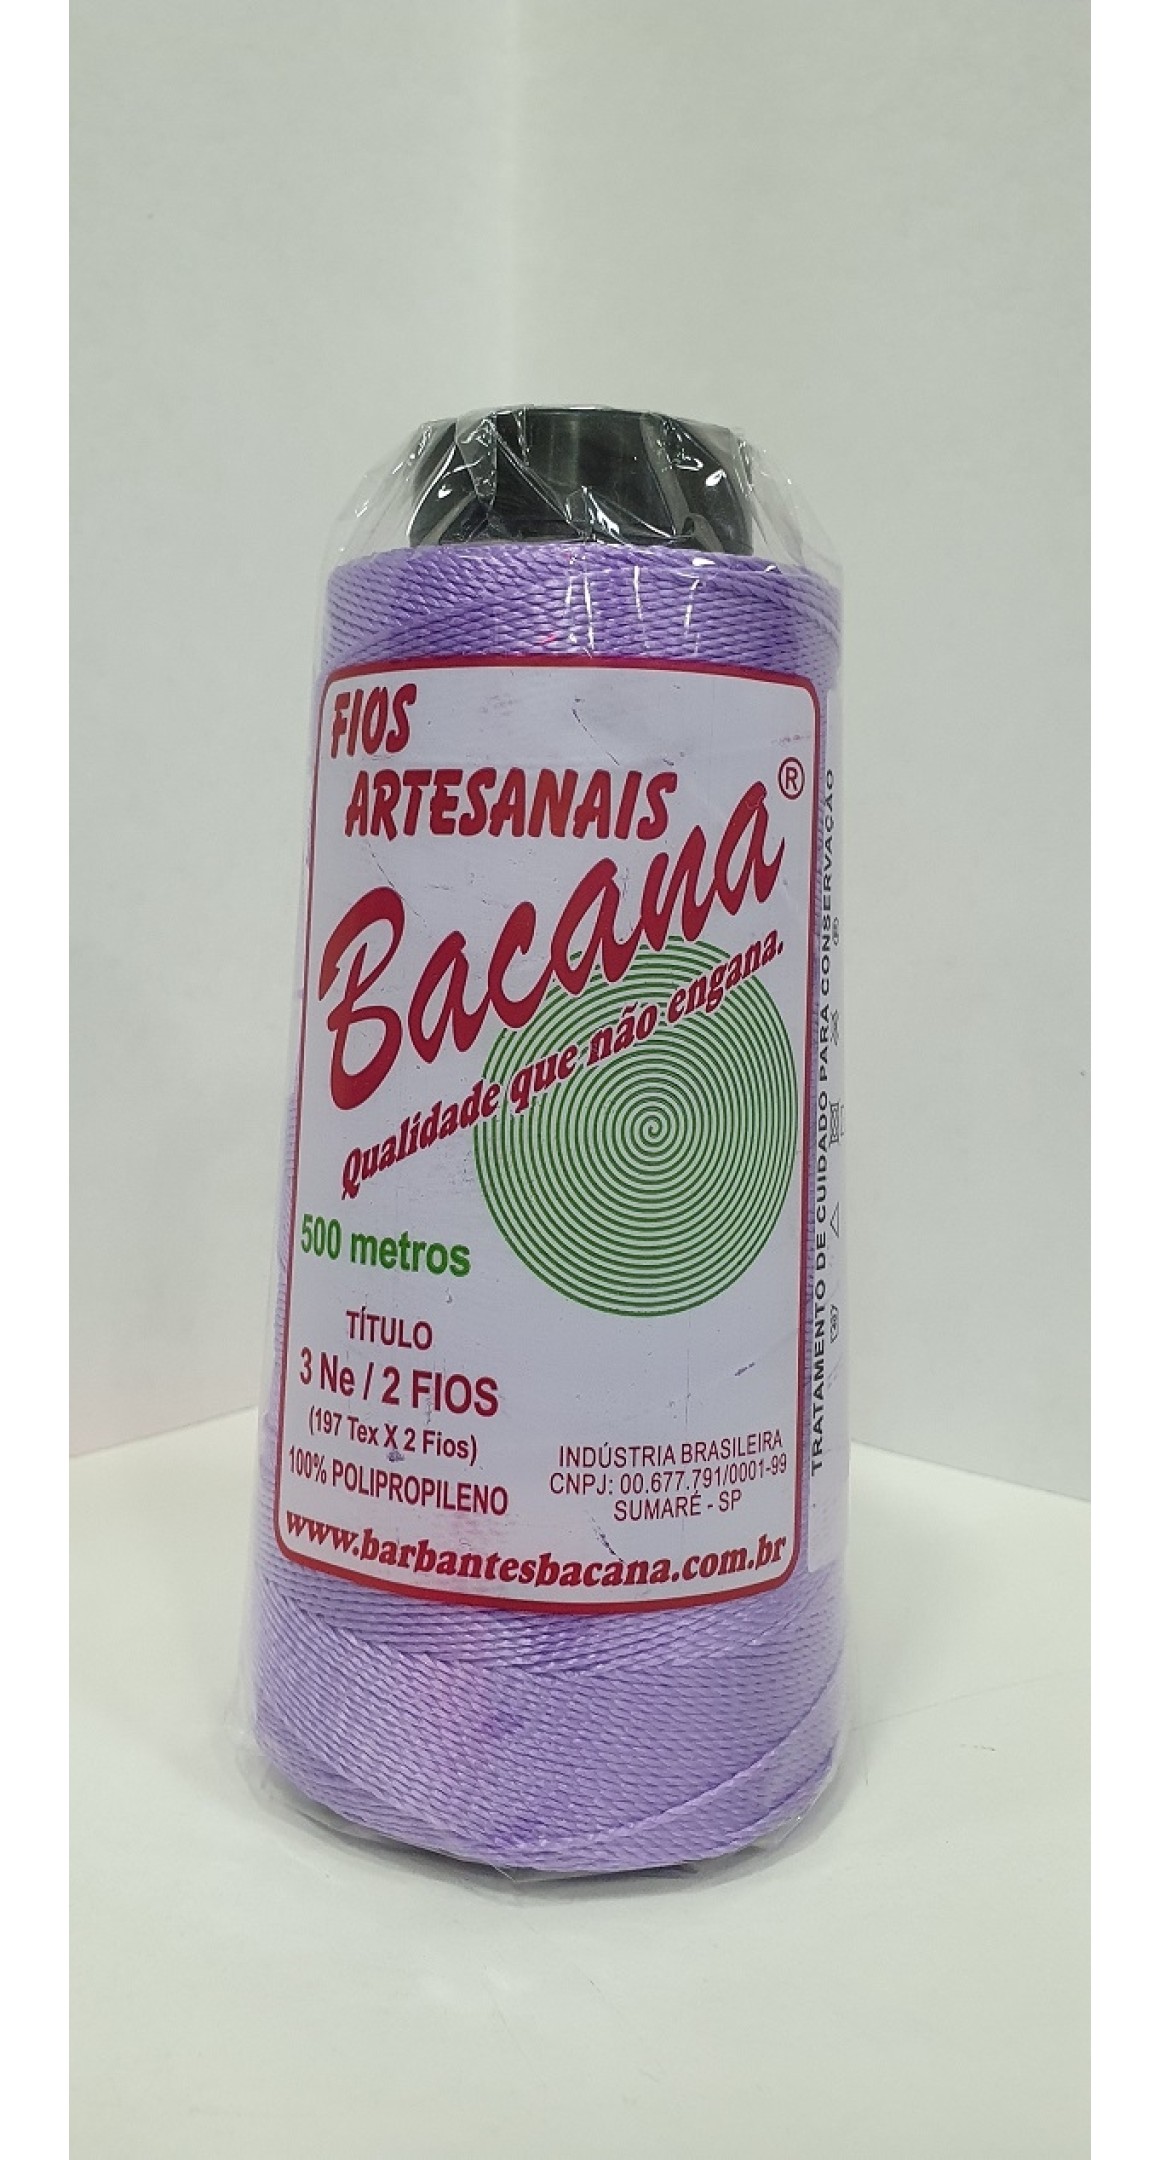 FIOS
ARTESANAIS
Bacana®
Qualidade que não engana.
500 metros
TÍTULO
3 Ne / 2 FIOS
(197 Tex X 2 Fios)
100% POLIPROPILENO
INDÚSTRIA BRASILEIRA
CNPJ: 00.677.791/0001-99
SUMARÉ - SP
www.barbantesbacana.com.br
TRATAMENTO DE CUIDADO PARA CONSERVAÇÃO